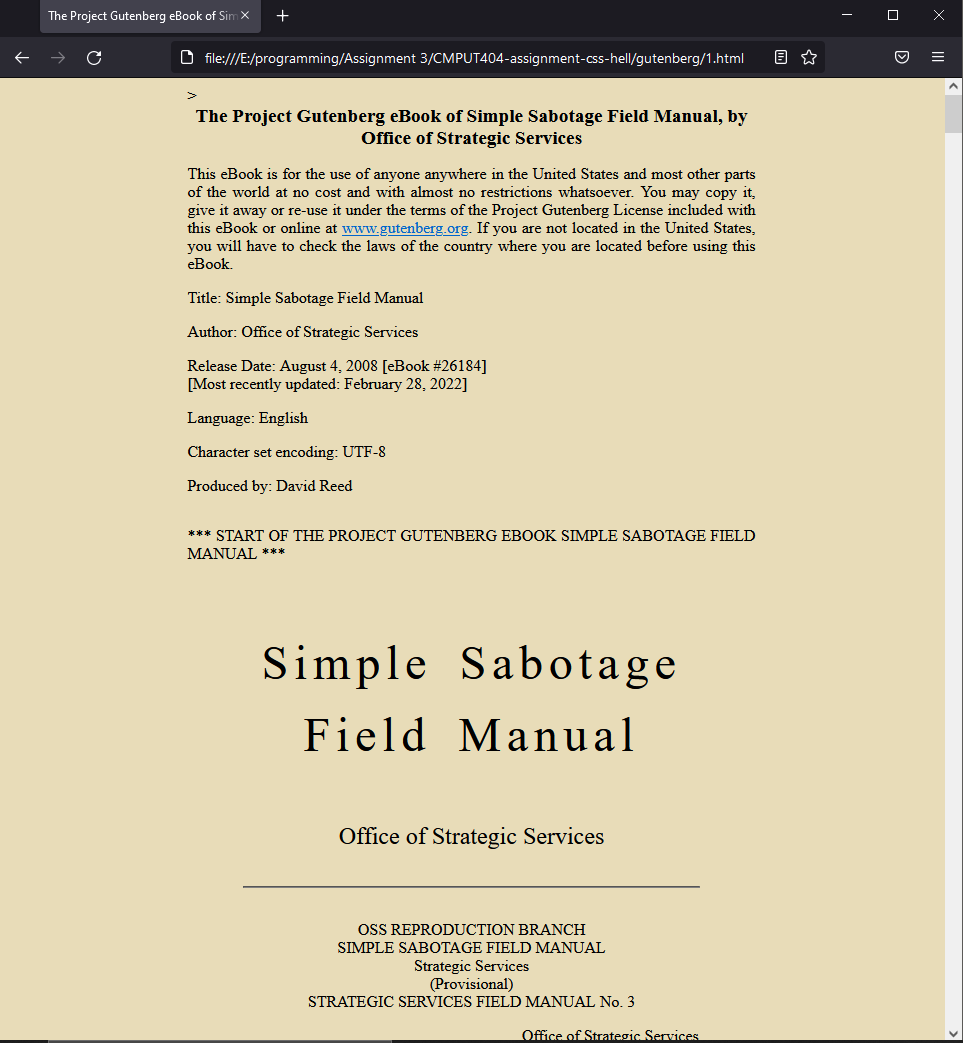 The Project Gutenberg eBook of Sim
file:///E:/programming/Assignment 3/CMPUT404-assignment-css-hell/gutenberg/1.html
>
The Project Gutenberg eBook of Simple Sabotage Field Manual, by
Office of Strategic Services
This eBook is for the use of anyone anywhere in the United States and most other parts
of the world at no cost and with almost no restrictions whatsoever. You may copy it,
give it away or re-use it under the terms of the Project Gutenberg License included with
this eBook or online at www.gutenberg.org. If you are not located in the United States,
you will have to check the laws of the country where you are located before using this
eBook.
Title: Simple Sabotage Field Manual
Author: Office of Strategic Services
Release Date: August 4, 2008 [eBook #26184]
[Most recently updated: February 28, 2022]
Language: English
Character set encoding: UTF-8
Produced by: David Reed
*** START OF THE PROJECT GUTENBERG EBOOK SIMPLE SABOTAGE FIELD
MANUAL ***
Simple Sabotage
Field Manual
Office of Strategic Services
OSS REPRODUCTION BRANCH
SIMPLE SABOTAGE FIELD MANUAL
Strategic Services
(Provisional)
STRATEGIC SERVICES FIELD MANUAL No. 3
Office of Strategic Services